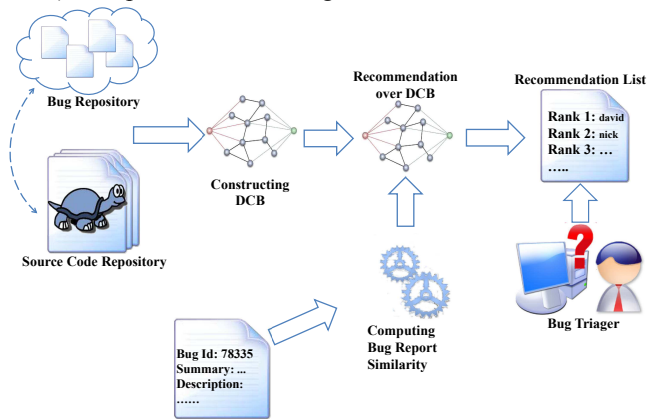 Bug Repository
Source Code Repository
Constructing
DCB
Recommendation
over DCB
Recommendation List
Rank 1: david
Rank 2: nick
Rank 3: …
…..
Bug Triager
Computing
Bug Report
Similarity
Bug Id: 78335
Summary: ...
Description:
……